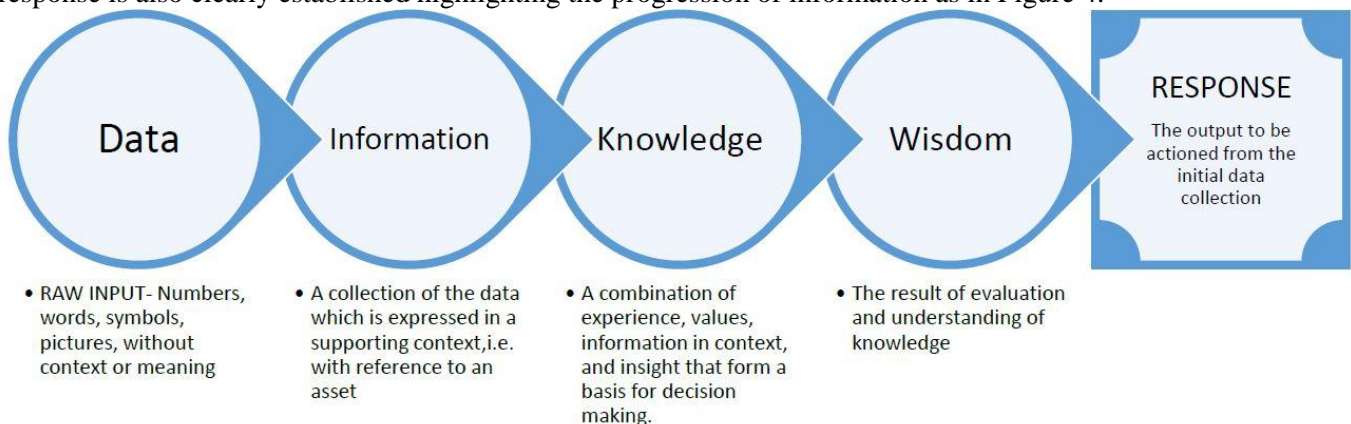 response is also clearly established highlighting the progression of information as in Figure 4.
Data
Information
Knowledge
Wisdom
RESPONSE
The output to be
actioned from the
initial data
collection
• RAW INPUT- Numbers,
words, symbols,
pictures, without
context or meaning
• A collection of the data
which is expressed in a
supporting context,i.e.
with reference to an
asset
• A combination of
experience, values,
information in context,
and insight that form a
basis for decision
making.
• The result of evaluation
and understanding of
knowledge